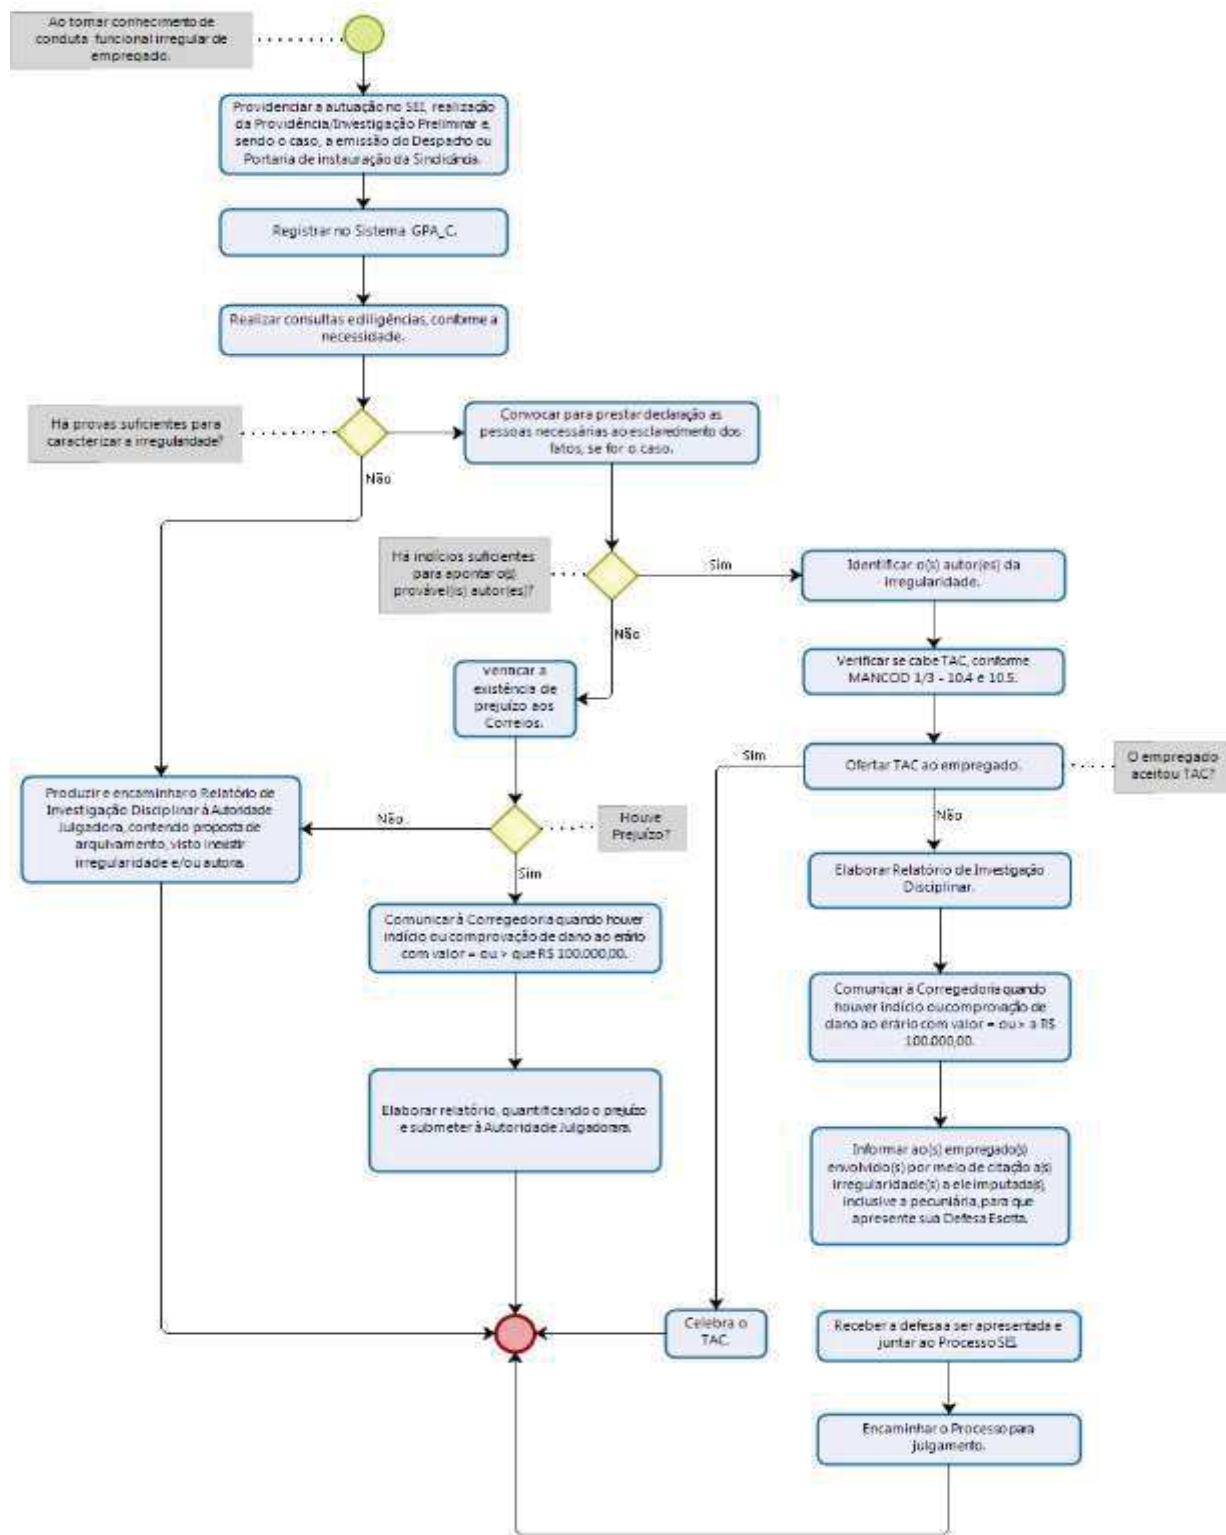 Ao tomar conhecimento de
conduta funcional irregular de
empregado.
Providenciar a autuação no SEI, realização
da Providência/Investigação Preliminar e,
sendo o caso, a emissão do Despacho ou
Portaria de instauração da Sindicância.
Registrar no Sistema GPA_C.
Realizar consultas e diligências, conforme a
necessidade.
Há provas suficientes para
caracterizar a irregularidade?
Convocar para prestar declaração as
pessoas necessárias ao esclaredmento dos
fatos, se for o caso.
Não
Há indícios suficientes
para apontar o(s)
provável(is) autor(es)?
Sim
Identificar o(s) autor(es) da
irregularidade.
Não
Verificar se cabe TAC, conforme
MANCOD 1/3 - 10.4 e 10.5.
Verificar a
existência de
prejuízo aos
Correios.
Sim
Ofertar TAC ao empregado.
O empregado
aceitou TAC?
Não
Produzir e encaminhar o Relatório de
Investigação Disciplinar à Autoridade
Julgadora, contendo proposta de
arquivamento, visto inexistir
irregularidade e/ou autoria.
Não
Houve
Prejuízo?
Sim
Elaborar Relatório de Investigação
Disciplinar.
Comunicar à Corregedoria quando houver
indício ou comprovação de dano ao erário
com valor = ou > que R$ 100.000,00.
Comunicar à Corregedoria quando
houver indício ou comprovação de
dano ao erário com valor = ou > a R$
100.000,00.
Elaborar relatório, quantificando o prejuízo
e submeter à Autoridade Julgadorara.
Informar ao(s) empregado(s)
envolvido(s) por meio de citação a(s)
irregularidade(s) a ele imputada(s),
inclusive a pecuniária, para que
apresente sua Defesa Escrita.
Celebra o
TAC.
Receber a defesa a ser apresentada e
juntar ao Processo SEI.
Encaminhar o Processo para
julgamento.